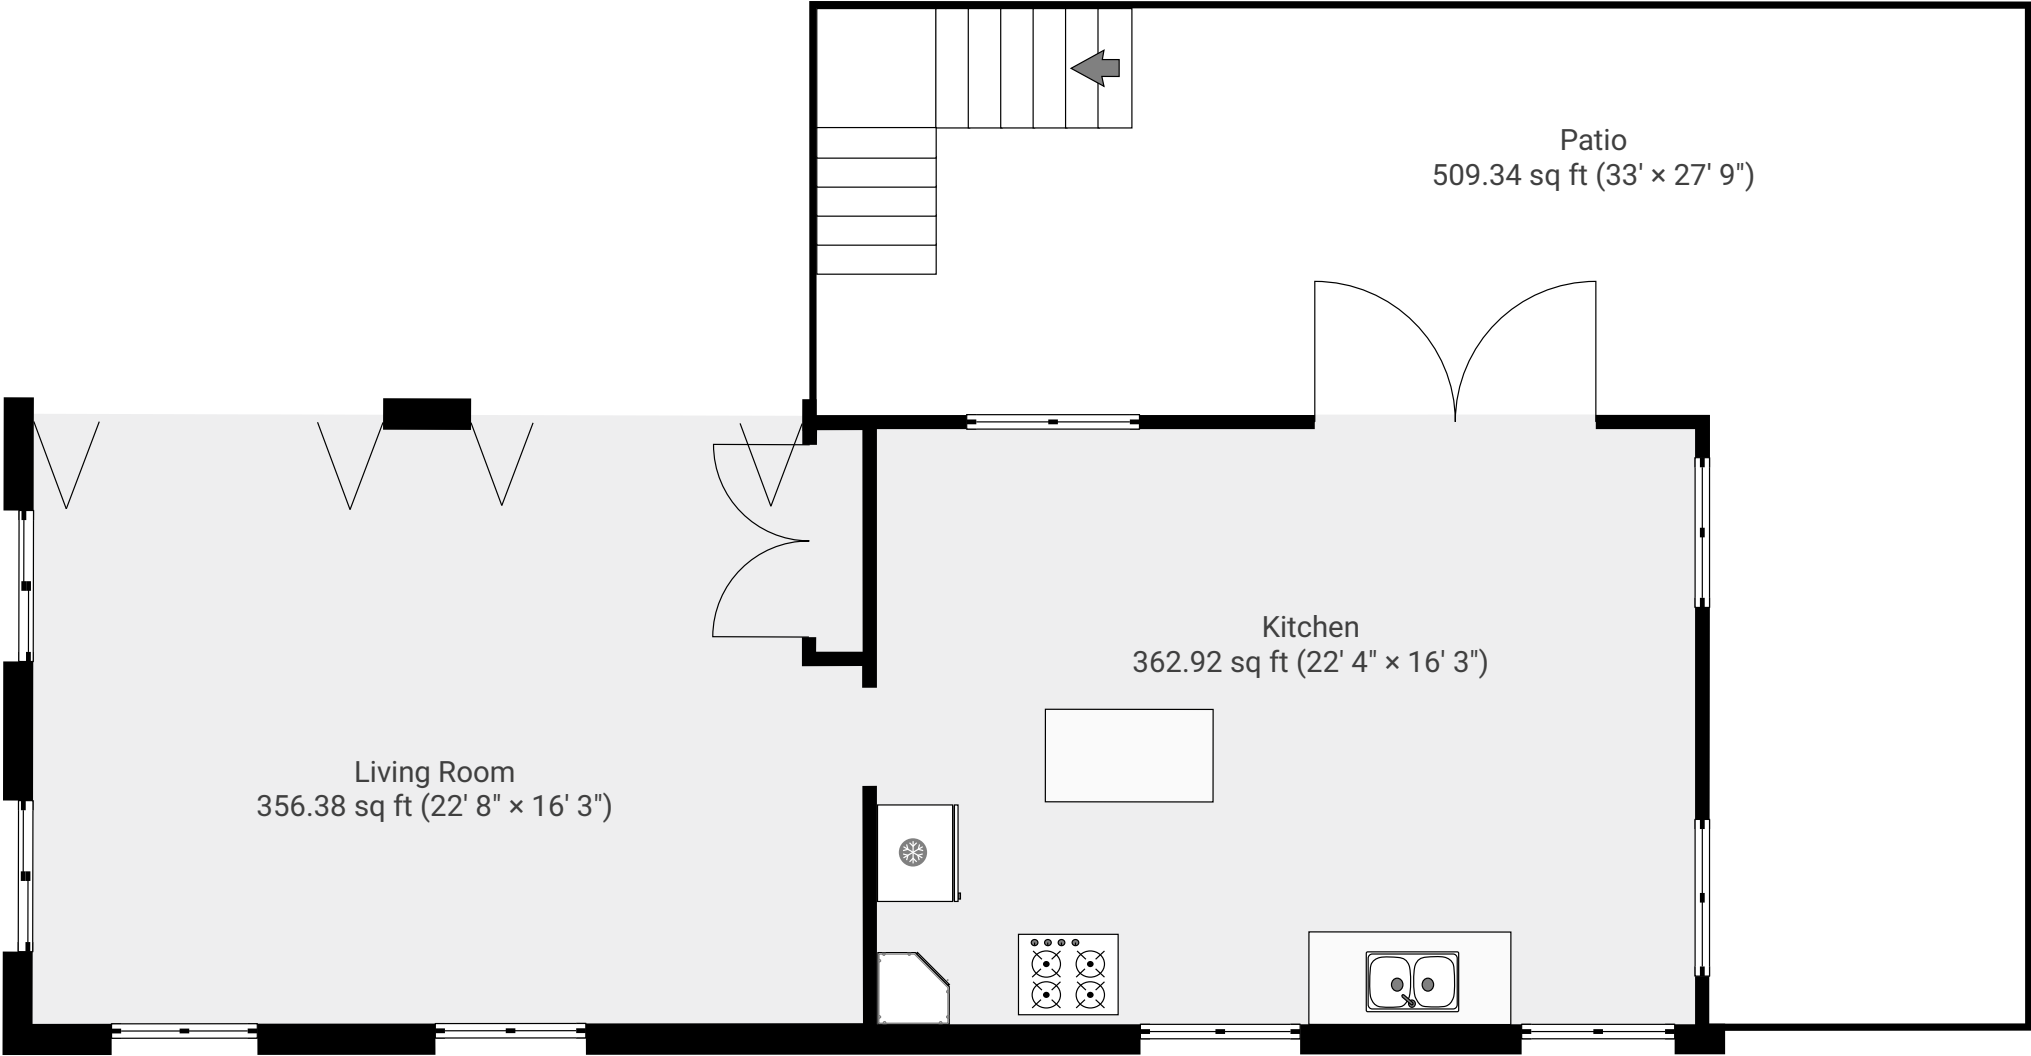 Patio
509.34 sq ft (33' × 27' 9")
Kitchen
362.92 sq ft (22' 4" × 16' 3")
Living Room
356.38 sq ft (22' 8" × 16' 3")